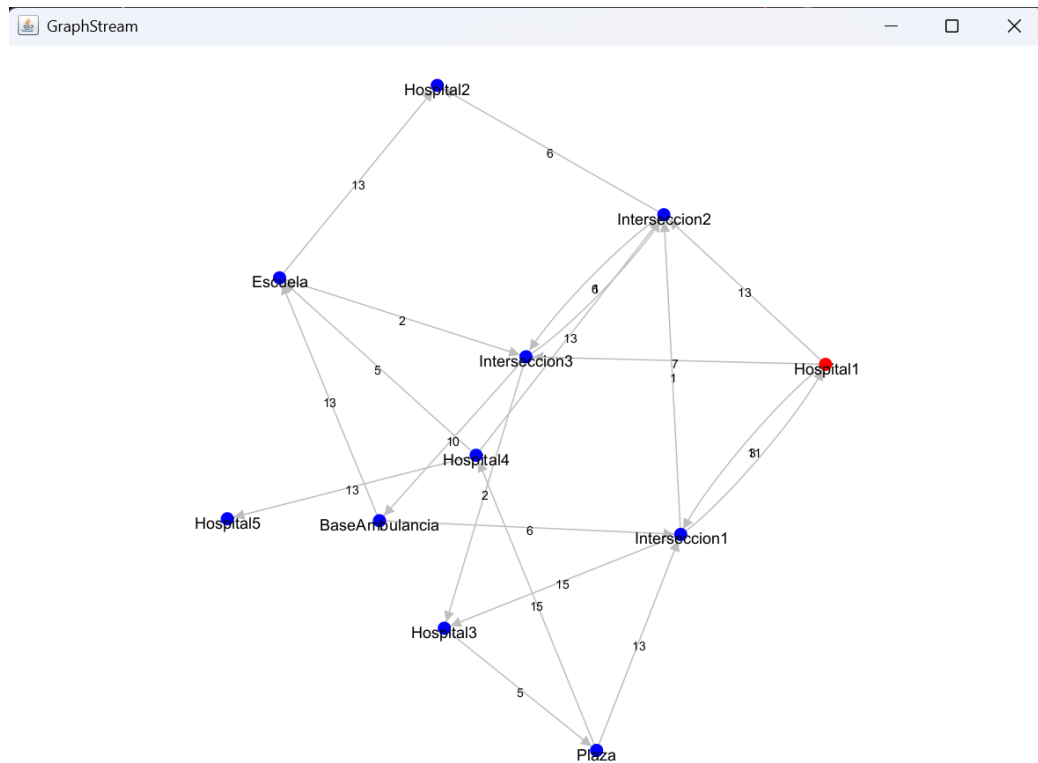 GraphStream
Hospital2
6
13
Interseccion2
Escuela
13
2
13
Interseccion3
7
Hospital1
5
1
13
10
Hospital4
13
2
Hospital5
BaseAmbulancia
6
Interseccion1
15
15
Hospital3
13
5
Plaza